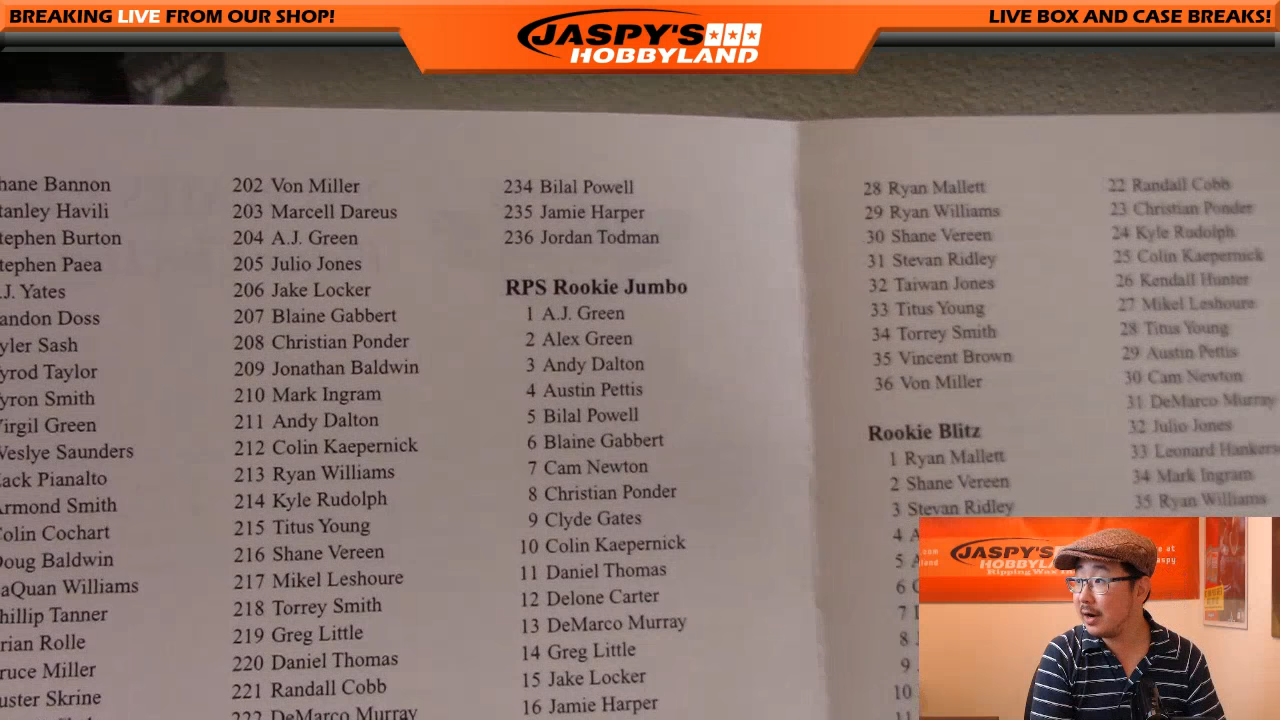 BREAKING LIVE FROM OUR SHOP!
JASPY'S
HOBBYLAND
LIVE BOX AND CASE BREAKS!
hane Bannon
tanley Havili
tephen Burton
tephen Paea
.J. Yates
andon Doss
yler Sash
yrod Taylor
yron Smith
irgil Green
Weslye Saunders
ack Pianalto
Armond Smith
Colin Cochart
Doug Baldwin
aQuan Williams
hillip Tanner
rian Rolle
ruce Miller
uster Skrine
202 Von Miller
203 Marcell Dareus
204 A.J. Green
205 Julio Jones
206 Jake Locker
207 Blaine Gabbert
208 Christian Ponder
209 Jonathan Baldwin
210 Mark Ingram
211 Andy Dalton
212 Colin Kaepernick
213 Ryan Williams
214 Kyle Rudolph
215 Titus Young
216 Shane Vereen
217 Mikel Leshoure
218 Torrey Smith
219 Greg Little
220 Daniel Thomas
221 Randall Cobb
222 DeMarco Murray
234 Bilal Powell
235 Jamie Harper
236 Jordan Todman
RPS Rookie Jumbo
1 A.J. Green
2 Alex Green
3 Andy Dalton
4 Austin Pettis
5 Bilal Powell
6 Blaine Gabbert
7 Cam Newton
8 Christian Ponder
9 Clyde Gates
10 Colin Kaepernick
11 Daniel Thomas
12 Delone Carter
13 DeMarco Murray
14 Greg Little
15 Jake Locker
16 Jamie Harper
28 Ryan Mallett
29 Ryan Williams
30 Shane Vereen
31 Stevan Ridley
32 Taiwan Jones
33 Titus Young
34 Torrey Smith
35 Vincent Brown
36 Von Miller
Rookie Blitz
1 Ryan Mallett
2 Shane Vereen
3 Stevan Ridley
4 A
5
6
7
8
9
10
11
22 Randall Cobb
23 Christian Ponder
24 Kyle Rudolph
25 Colin Kaepernick
26 Kendall Hunter
27 Mikel Leshoure
28 Titus Young
29 Austin Pettis
30 Cam Newton
31 DeMarco Murray
32 Julio Jones
33 Leonard Hankers
34 Mark Ingram
35 Ryan Williams
JASPY'S